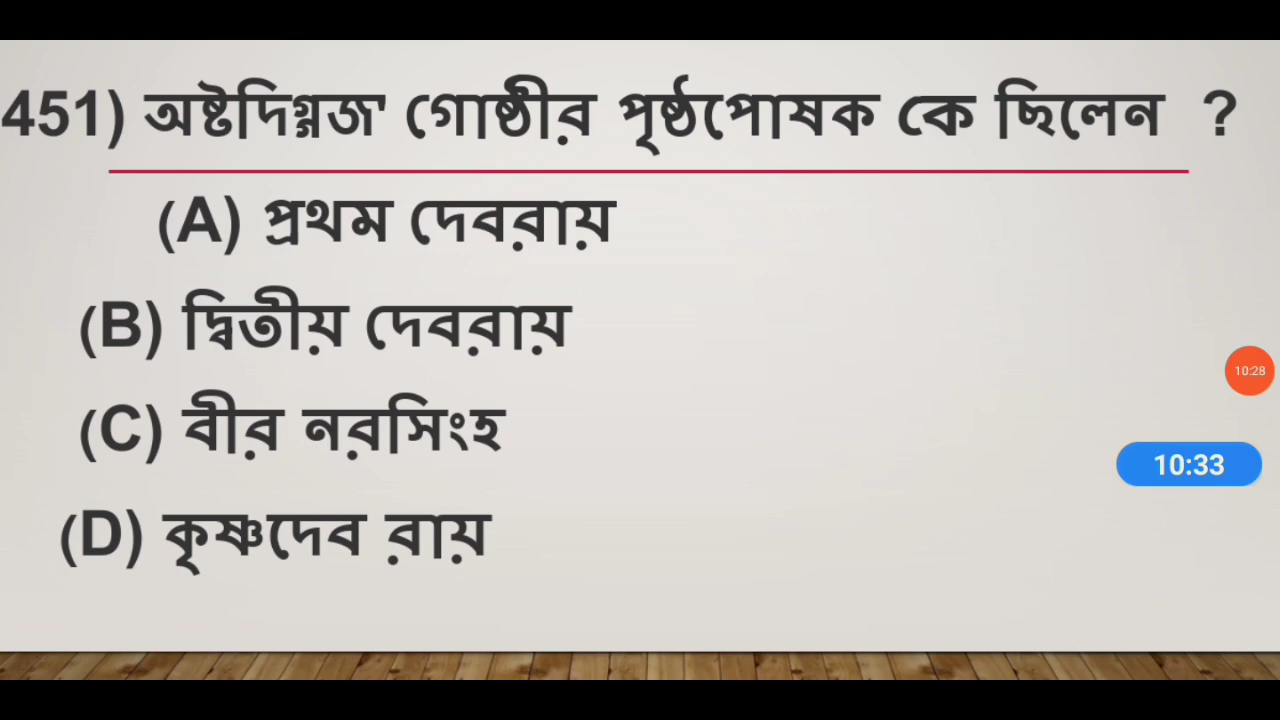 451) অষ্টদিগ্গজ' গোষ্ঠীর পৃষ্ঠপোষক কে ছিলেন ?
(A) প্রথম দেবরায়
(B) দ্বিতীয় দেবরায়
(C) বীর নরসিংহ
(D) কৃষ্ণদেব রায়
10:28
10:33